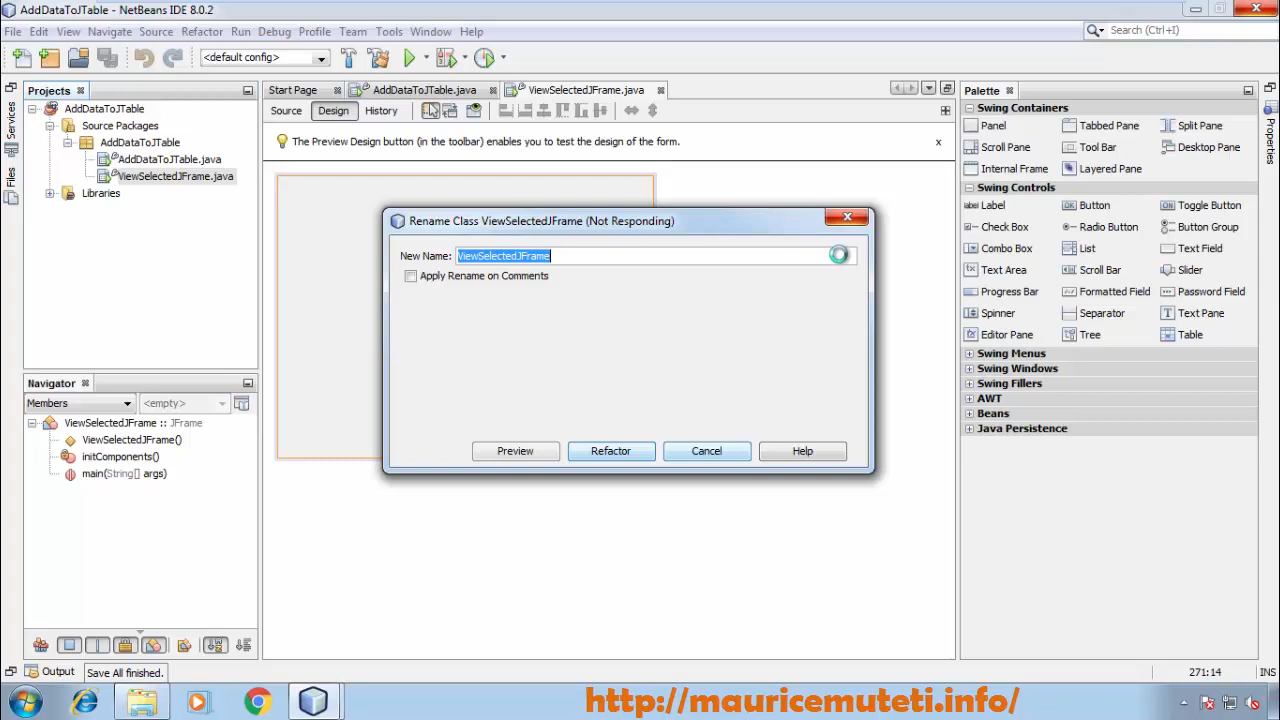 AddDataToJTable - NetBeans IDE 8.0.2
File Edit View Navigate Source Refactor Run Debug Profile Team Tools Window Help
Search (Ctrl+I)
<default config>
Projects
Start Page
AddDataToJTable.java
ViewSelectedJFrame.java
Palette
Services
Files
Properties
AddDataToJTable
Source Packages
AddDataToJTable
AddDataToJTable.java
ViewSelectedJFrame.java
Libraries
Source Design History
The Preview Design button (in the toolbar) enables you to test the design of the form.
x
Rename Class ViewSelectedJFrame (Not Responding)
New Name: ViewSelectedJFrame
Apply Rename on Comments
Preview Refactor Cancel Help
Swing Containers
Panel Tabbed Pane Split Pane
Scroll Pane Tool Bar Desktop Pane
Internal Frame Layered Pane
Swing Controls
Label Button Toggle Button
Check Box Radio Button Button Group
Combo Box List Text Field
Text Area Scroll Bar Slider
Progress Bar Formatted Field Password Field
Spinner Separator Text Pane
Editor Pane Tree Table
Swing Menus
Swing Windows
Swing Fillers
AWT
Beans
Java Persistence
Navigator
Members <empty>
ViewSelectedJFrame :: JFrame
ViewSelectedJFrame()
initComponents()
main(String[] args)
Output
Save All finished.
271:14 INS
http://mauricemuteti.info/